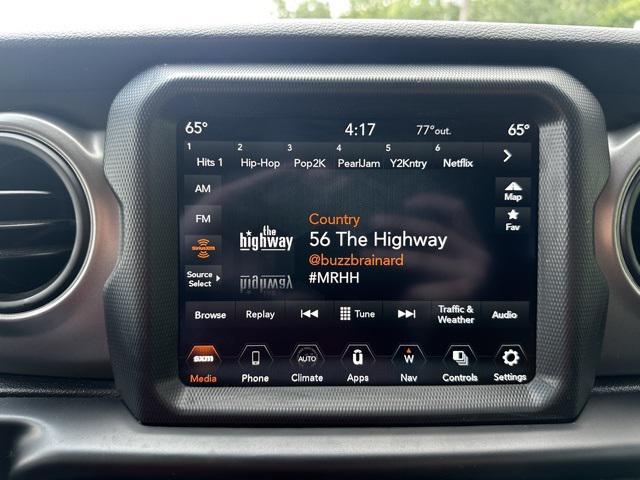 65°
4:17
77°out.
65°
1 2 3 4 5 6
Hits 1 Hip-Hop Pop2K PearlJam Y2Kntry Netflix
AM
FM
SIRIUSXM
Source
Select
Map
Fav
the
highway
Country
56 The Highway
@buzzbrainard
#MRHH
Browse Replay Tune Traffic &
Weather Audio
sxm AUTO W
Media Phone Climate Apps Nav Controls Settings